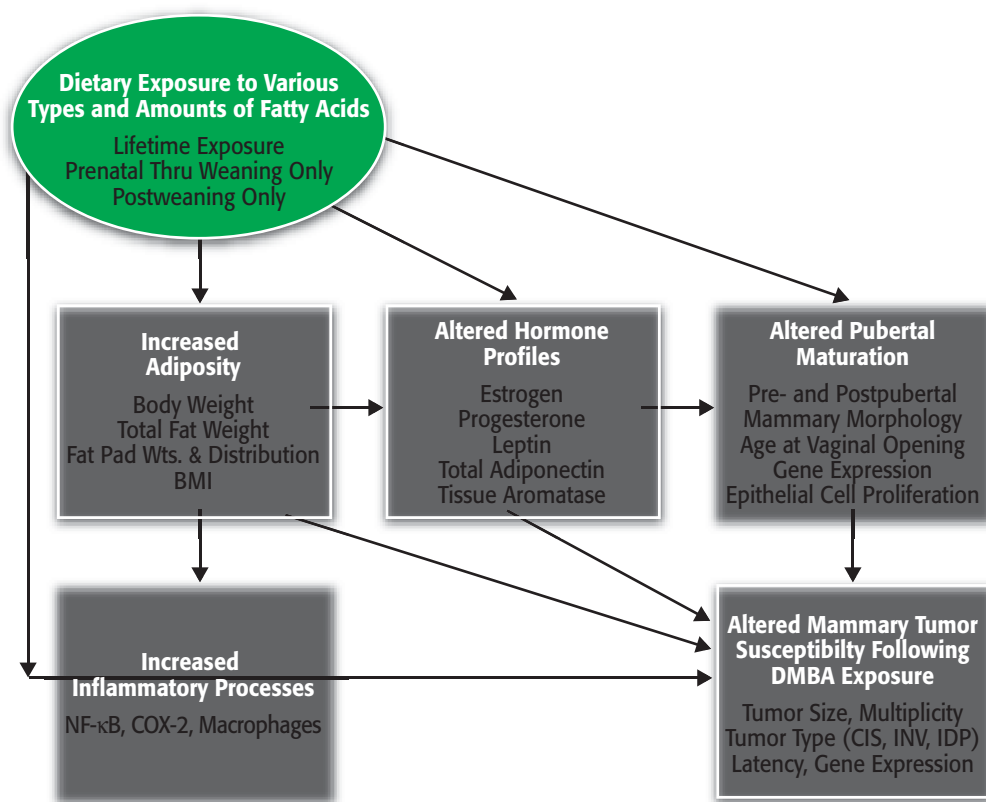 Dietary Exposure to Various
Types and Amounts of Fatty Acids
Lifetime Exposure
Prenatal Thru Weaning Only
Postweaning Only
Increased
Adiposity
Body Weight
Total Fat Weight
Fat Pad Wts. & Distribution
BMI
Altered Hormone
Profiles
Estrogen
Progesterone
Leptin
Total Adiponectin
Tissue Aromatase
Altered Pubertal
Maturation
Pre- and Postpubertal
Mammary Morphology
Age at Vaginal Opening
Gene Expression
Epithelial Cell Proliferation
Increased
Inflammatory Processes
NF-κB, COX-2, Macrophages
Altered Mammary Tumor
Susceptibilty Following
DMBA Exposure
Tumor Size, Multiplicity
Tumor Type (CIS, INV, IDP)
Latency, Gene Expression